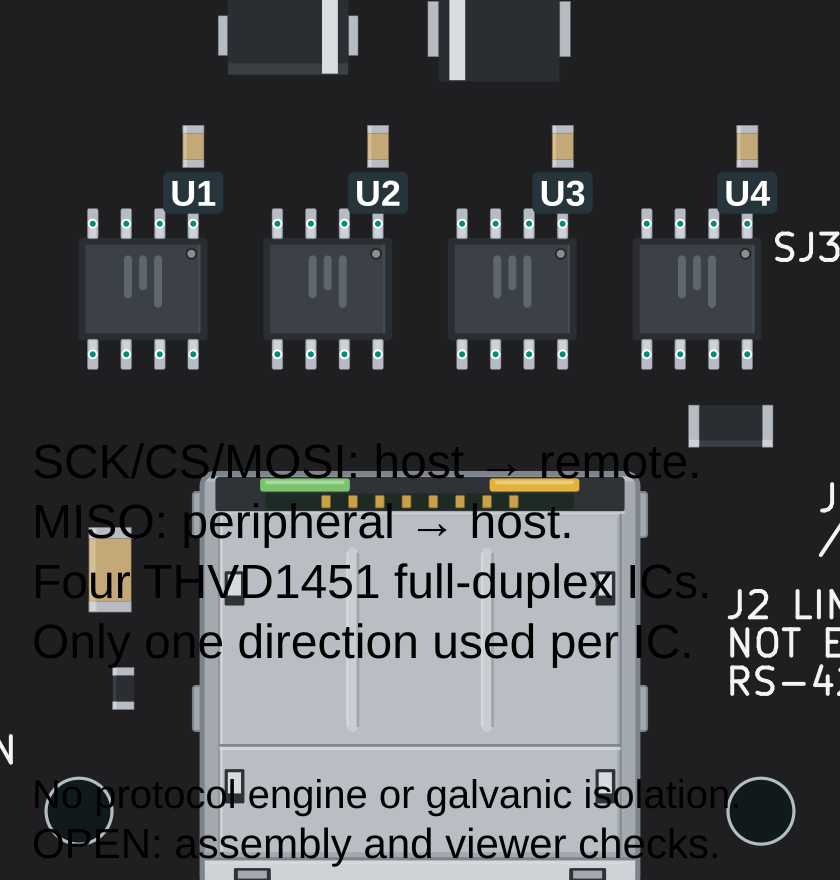 U1 U2 U3 U4
SJ3
SCK/CS/MOSI: host → remote.
MISO: peripheral → host.
Four THVD1451 full-duplex ICs.
Only one direction used per IC.
J
/
J2 LIN
NOT E
RS-42
N
No protocol engine or galvanic isolation.
OPEN: assembly and viewer checks.